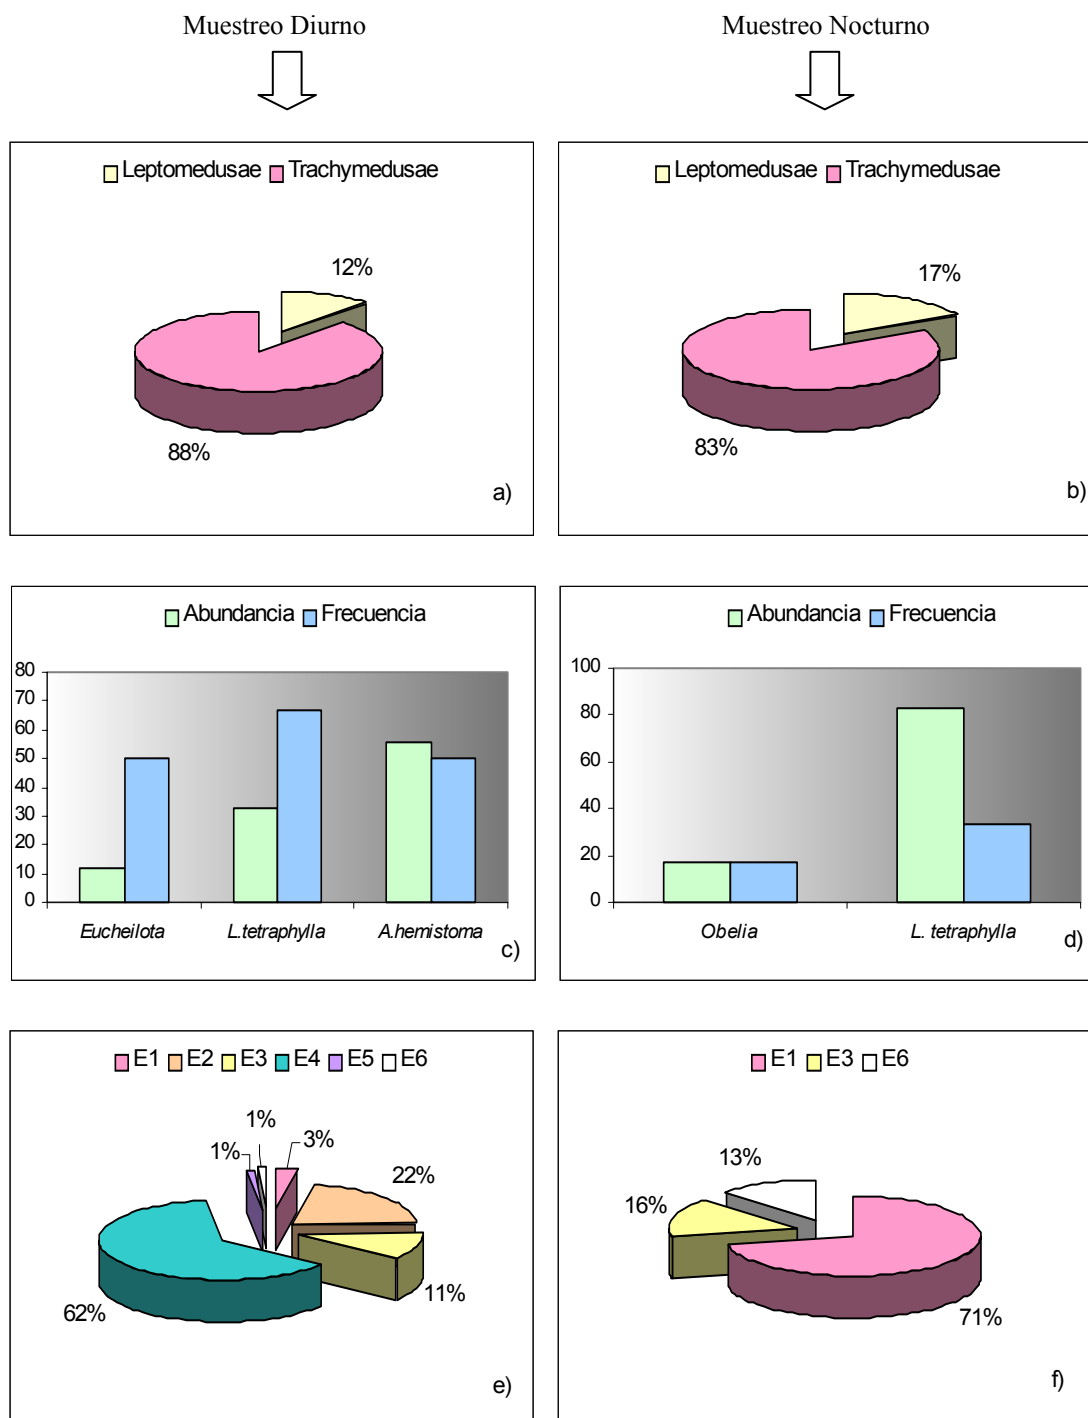 Muestreo Diurno
Muestreo Nocturno
Leptomedusae Trachymedusae
12%
88%
a)
Leptomedusae Trachymedusae
17%
83%
b)
Abundancia Frecuencia
80
70
60
50
40
30
20
10
0
Eucheilota L.tetraphylla A.hemistoma
c)
Abundancia Frecuencia
100
80
60
40
20
0
Obelia L. tetraphylla
d)
E1 E2 E3 E4 E5 E6
1%
1%
3%
22%
11%
62%
e)
E1 E3 E6
13%
16%
71%
f)